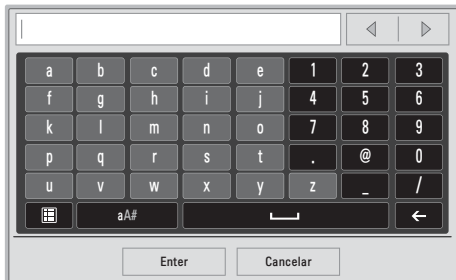 a b c d e 1 2 3
f g h i j 4 5 6
k l m n o 7 8 9
p q r s t . @ 0
u v w x y z _ /
aA#
Enter Cancelar